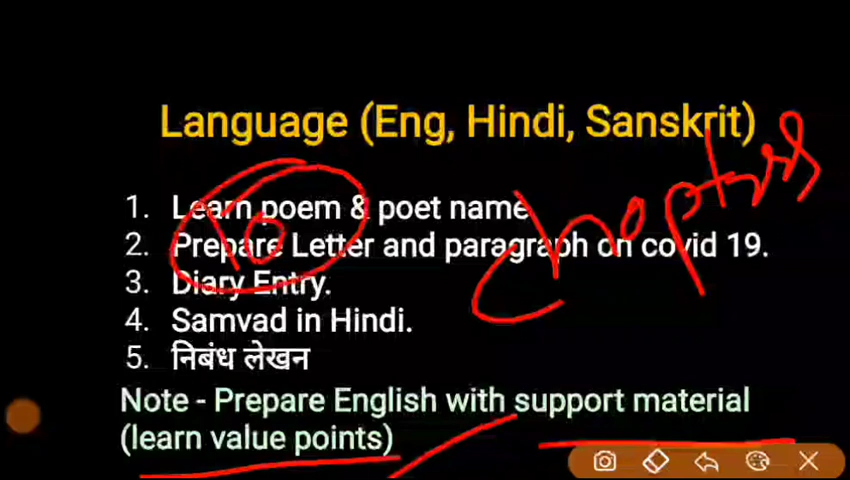 Language (Eng, Hindi, Sanskrit)
1. Learn poem & poet name
2. Prepare Letter and paragraph on covid 19.
3. Diary Entry.
4. Samvad in Hindi.
5. निबंध लेखन
Note - Prepare English with support material
(learn value points)
10
Chapters